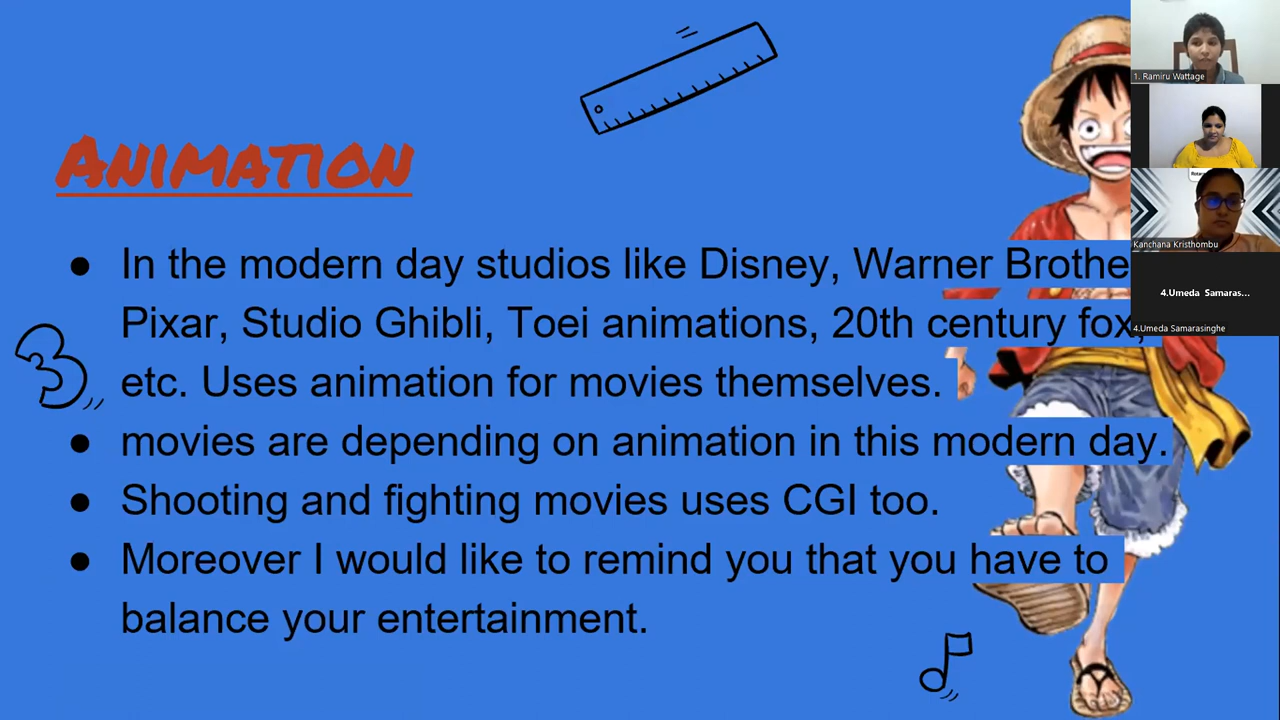 ANIMATION
● In the modern day studios like Disney, Warner Brothe
Pixar, Studio Ghibli, Toei animations, 20th century fox,
etc. Uses animation for movies themselves.
● movies are depending on animation in this modern day.
● Shooting and fighting movies uses CGI too.
● Moreover I would like to remind you that you have to
balance your entertainment.
3
1. Ramiru Wattage
Rotar
Kanchana Kristhombu
4.Umeda Samaras...
4.Umeda Samarasinghe